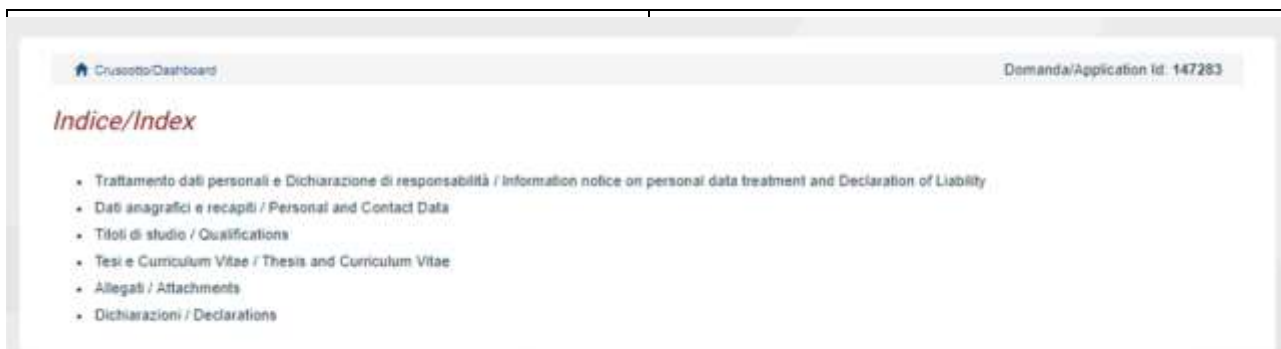 Cruscotto/Dashboard
Domanda/Application Id: 147283
Indice/Index
Trattamento dati personali e Dichiarazione di responsabilità / Information notice on personal data treatment and Declaration of Liability
Dati anagrafici e recapiti / Personal and Contact Data
Titoli di studio / Qualifications
Tesi e Curriculum Vitae / Thesis and Curriculum Vitae
Allegati / Attachments
Dichiarazioni / Declarations